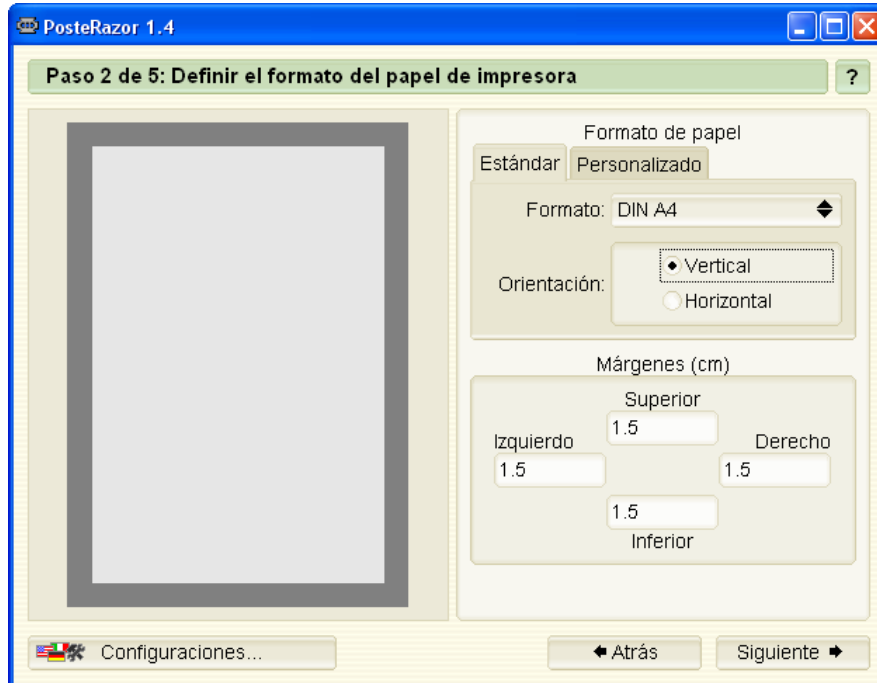 PosteRazor 1.4
Paso 2 de 5: Definir el formato del papel de impresora
?
Formato de papel
Estándar Personalizado
Formato: DIN A4
Orientación:
Vertical
Horizontal
Márgenes (cm)
Superior
1.5
Izquierdo Derecho
1.5 1.5
1.5
Inferior
Configuraciones... Atrás Siguiente